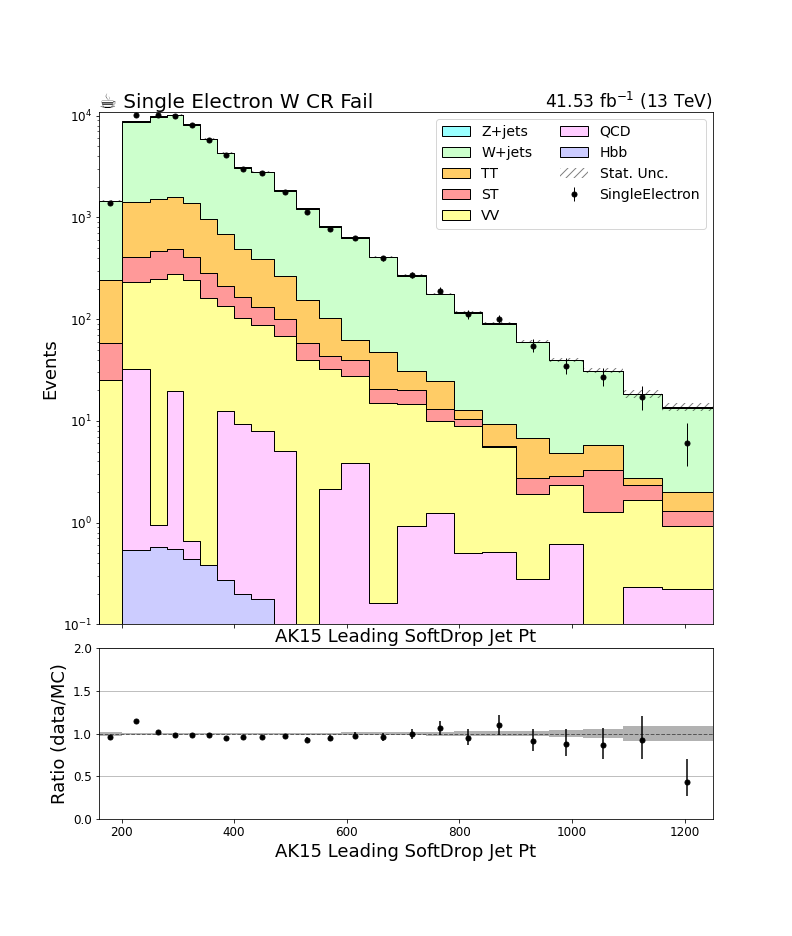 ☕ Single Electron W CR Fail 41.53 fb⁻¹ (13 TeV)
Z+jets QCD
W+jets Hbb
TT Stat. Unc.
ST SingleElectron
VV
10⁴
10³
10²
10¹
10⁰
10⁻¹
Events
AK15 Leading SoftDrop Jet Pt
2.0
1.5
1.0
0.5
0.0
Ratio (data/MC)
200 400 600 800 1000 1200
AK15 Leading SoftDrop Jet Pt